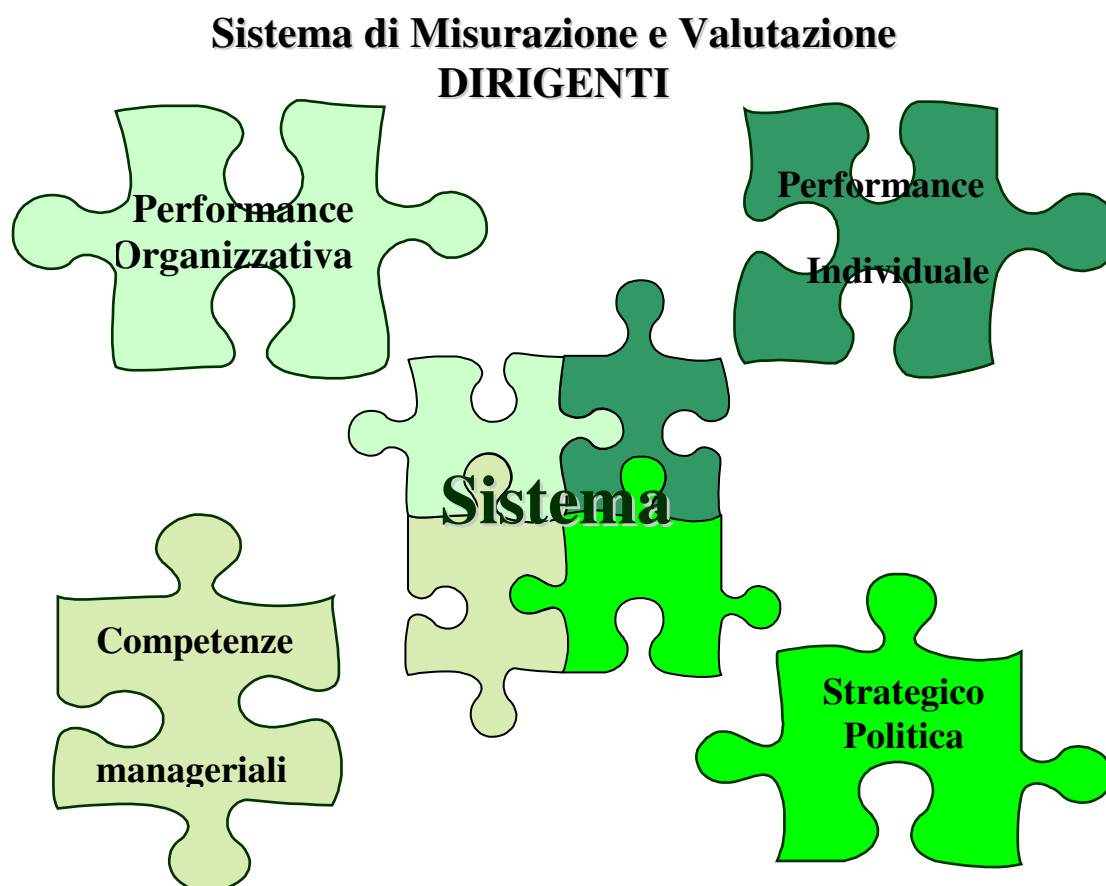 Sistema di Misurazione e Valutazione
DIRIGENTI
Performance
Organizzativa
Performance
Individuale
Sistema
Competenze
manageriali
Strategico
Politica